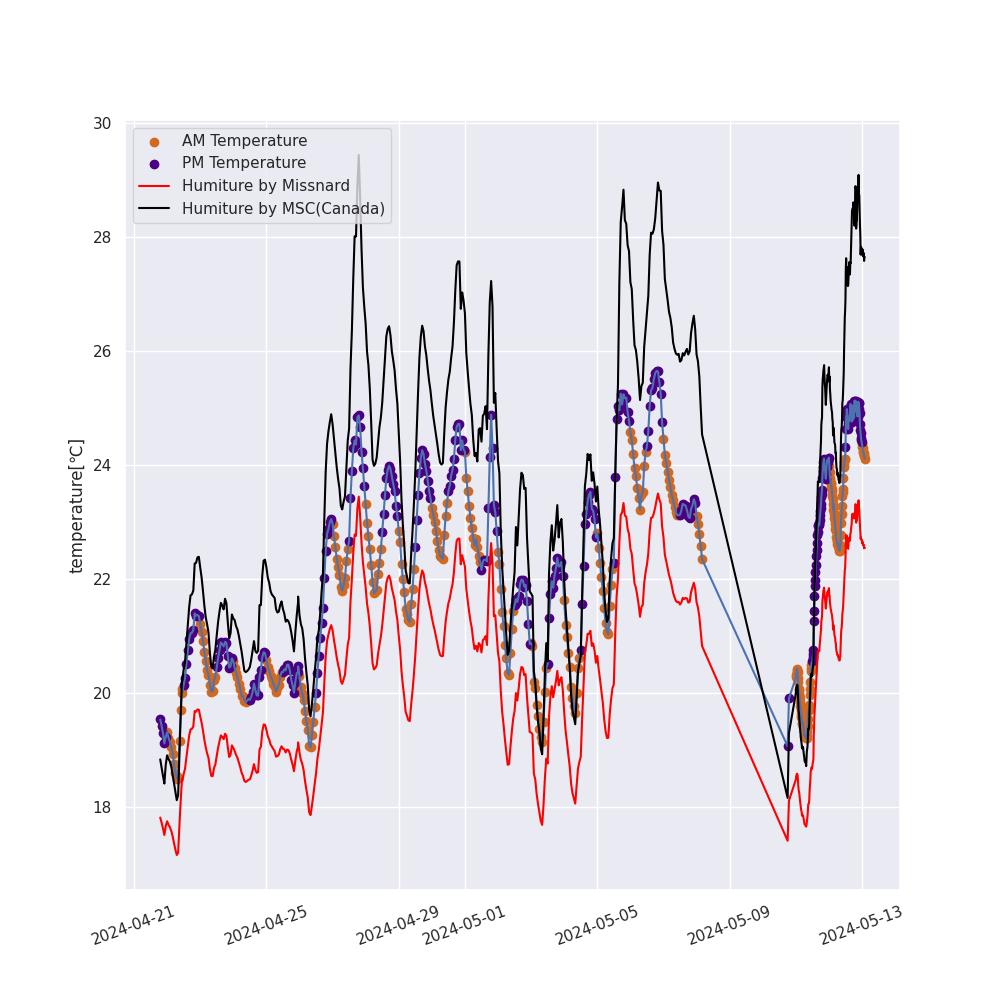 30
28
26
24
22
20
18
temperature[℃]
AM Temperature
PM Temperature
Humiture by Missnard
Humiture by MSC(Canada)
2024-04-21
2024-04-25
2024-04-29
2024-05-01
2024-05-05
2024-05-09
2024-05-13